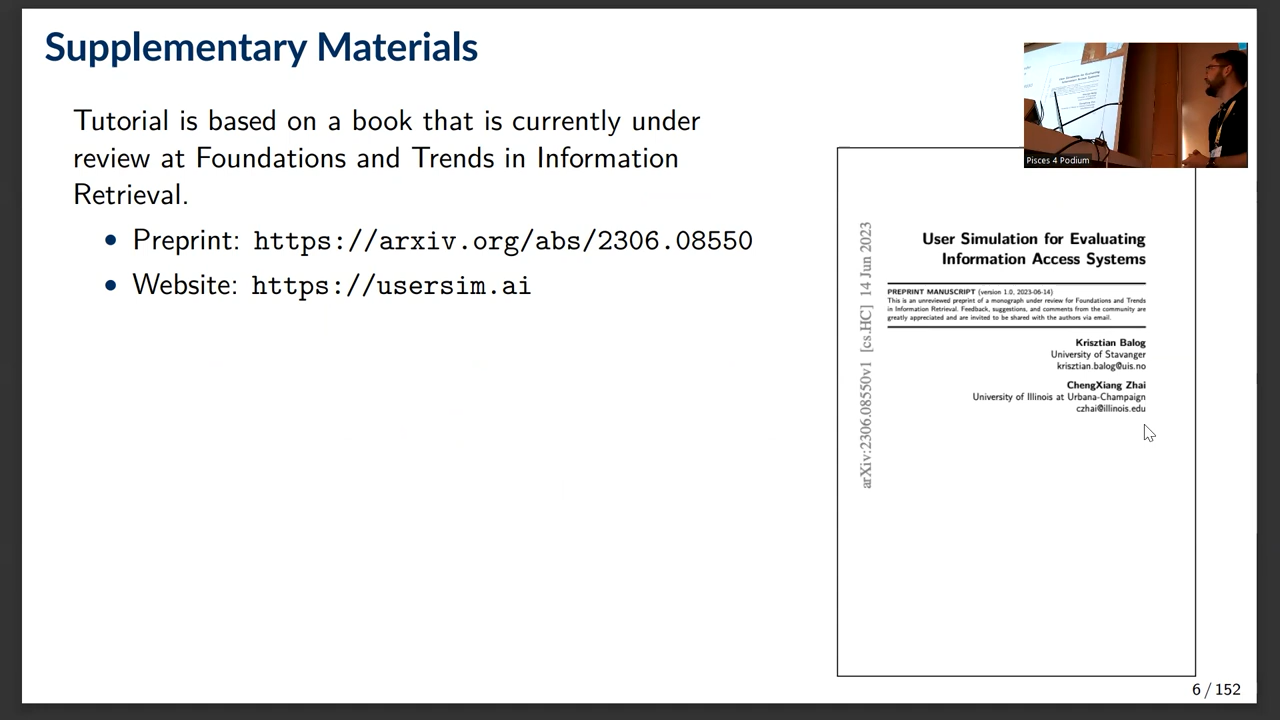 Supplementary Materials
Tutorial is based on a book that is currently under
review at Foundations and Trends in Information
Retrieval.
• Preprint: https://arxiv.org/abs/2306.08550
• Website: https://usersim.ai
Pisces 4 Podium
arXiv:2306.08550v1 [cs.HC] 14 Jun 2023
User Simulation for Evaluating
Information Access Systems
PREPRINT MANUSCRIPT (version 1.0, 2023-06-14)
This is an unreviewed preprint of a monograph under review for Foundations and Trends
in Information Retrieval. Feedback, suggestions, and comments from the community are
greatly appreciated and are invited to be shared with the authors via email.
Krisztian Balog
University of Stavanger
krisztian.balog@uis.no
ChengXiang Zhai
University of Illinois at Urbana-Champaign
czhai@illinois.edu
6 / 152